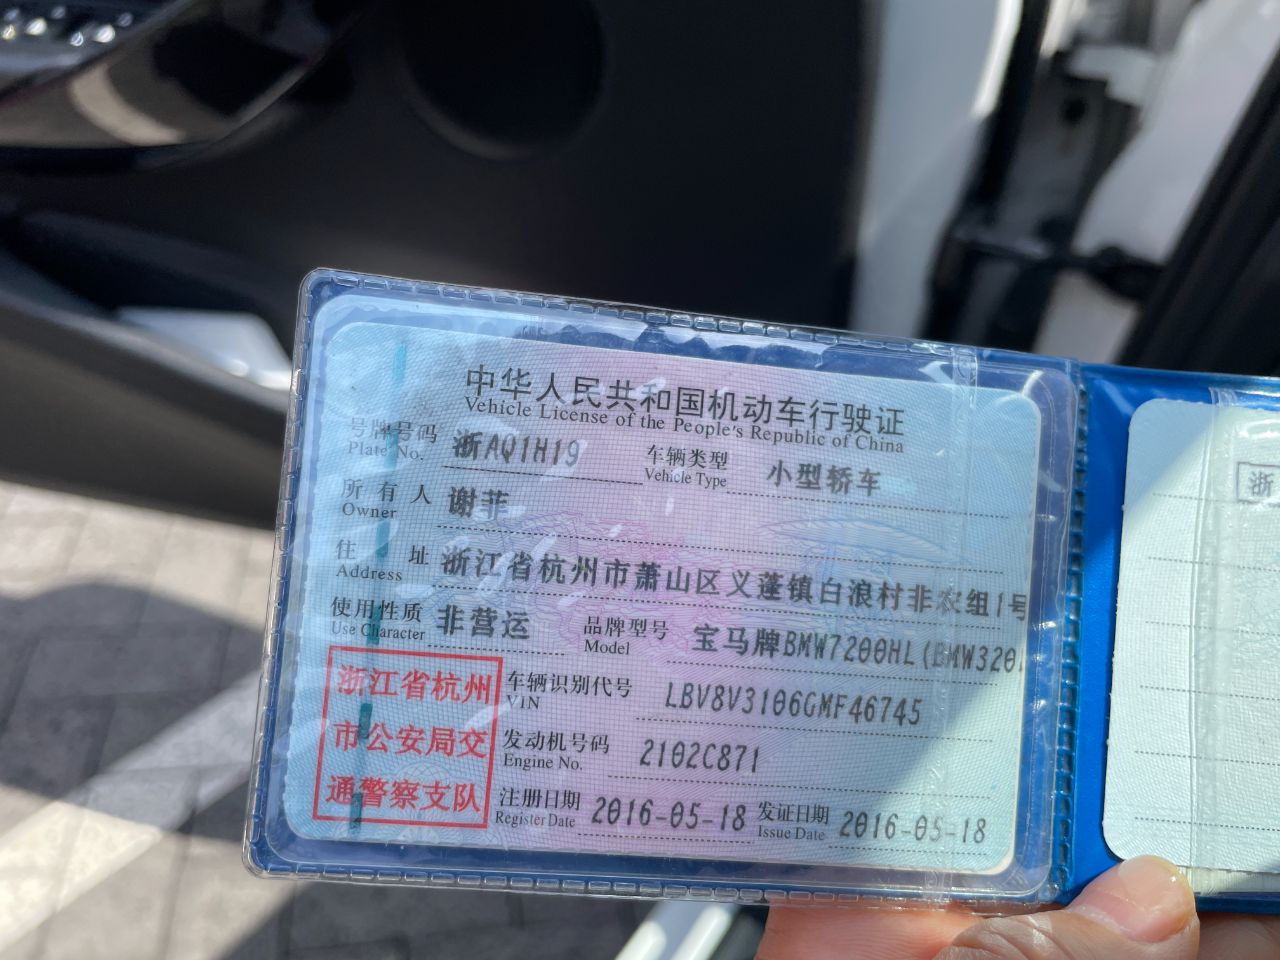 中华人民共和国机动车行驶证
Vehicle License of the People's Republic of China
号牌号码 浙AQ1H19 车辆类型 小型轿车
Plate No. Vehicle Type
所有人 谢菲
Owner
住址 浙江省杭州市萧山区义蓬镇白浪村非农组1号
Address
使用性质 非营运 品牌型号 宝马牌BMW7200HL(BMW320
Use Character Model
浙江省杭州
市公安局交
通警察支队
车辆识别代号 LBV8V3106GMF46745
VIN
发动机号码 2102C871
Engine No.
注册日期 2016-05-18 发证日期 2016-05-18
Register Date Issue Date
浙